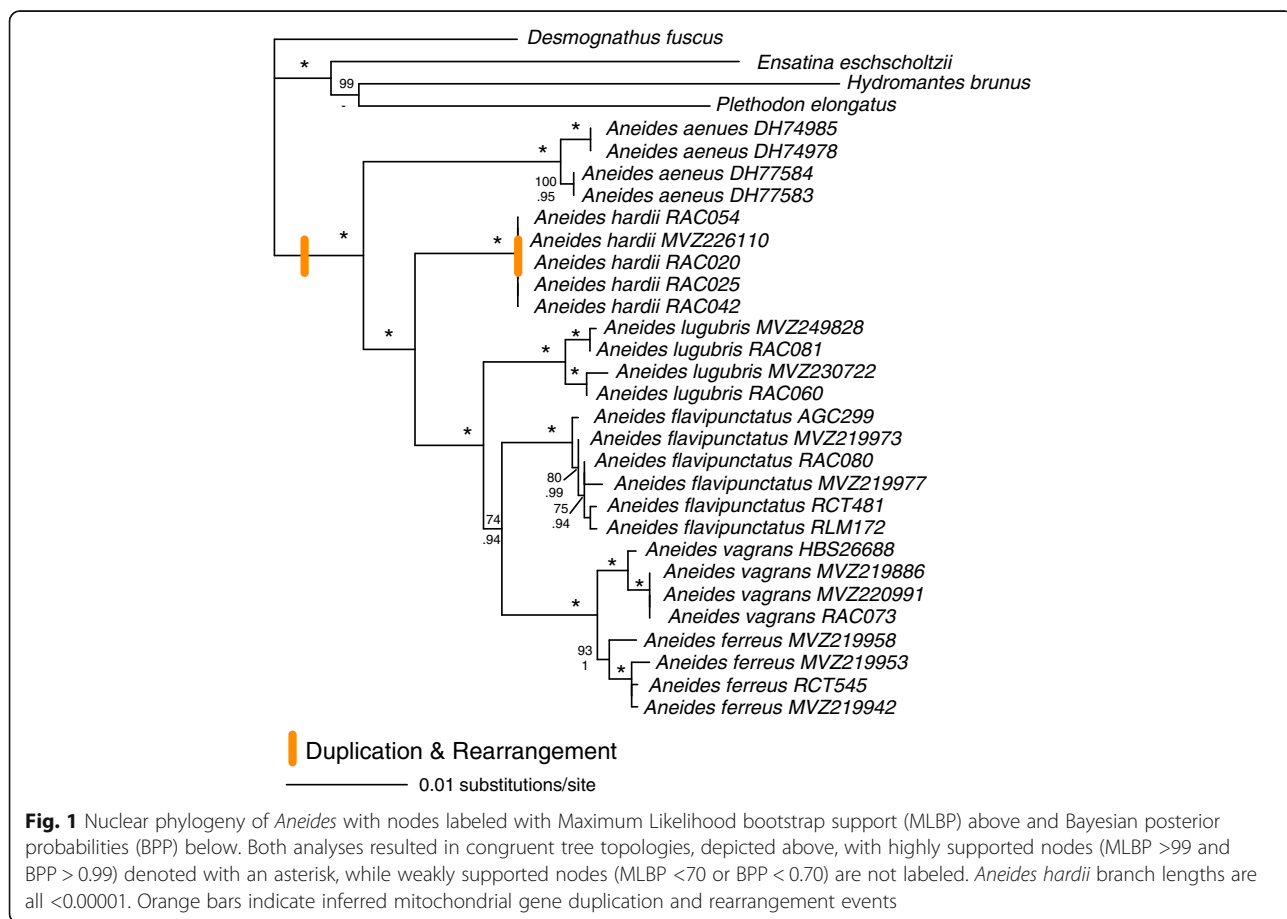 Desmognathus fuscus
*
Ensatina eschscholtzii
99
-
Hydromantes brunus
Plethodon elongatus
*
Aneides aenues DH74985
*
Aneides aeneus DH74978
Aneides aeneus DH77584
100
.95
Aneides aeneus DH77583
Aneides hardii RAC054
*
*
Aneides hardii MVZ226110
Aneides hardii RAC020
Aneides hardii RAC025
Aneides hardii RAC042
*
*
Aneides lugubris MVZ249828
*
Aneides lugubris RAC081
*
Aneides lugubris MVZ230722
Aneides lugubris RAC060
Aneides flavipunctatus AGC299
*
*
Aneides flavipunctatus MVZ219973
Aneides flavipunctatus RAC080
80
.99
Aneides flavipunctatus MVZ219977
75
.94
Aneides flavipunctatus RCT481
74
.94
Aneides flavipunctatus RLM172
Aneides vagrans HBS26688
*
Aneides vagrans MVZ219886
*
Aneides vagrans MVZ220991
*
Aneides vagrans RAC073
Aneides ferreus MVZ219958
93
1
Aneides ferreus MVZ219953
*
Aneides ferreus RCT545
Aneides ferreus MVZ219942
Duplication & Rearrangement
0.01 substitutions/site
Fig. 1 Nuclear phylogeny of Aneides with nodes labeled with Maximum Likelihood bootstrap support (MLBP) above and Bayesian posterior
probabilities (BPP) below. Both analyses resulted in congruent tree topologies, depicted above, with highly supported nodes (MLBP >99 and
BPP > 0.99) denoted with an asterisk, while weakly supported nodes (MLBP <70 or BPP < 0.70) are not labeled. Aneides hardii branch lengths are
all <0.00001. Orange bars indicate inferred mitochondrial gene duplication and rearrangement events